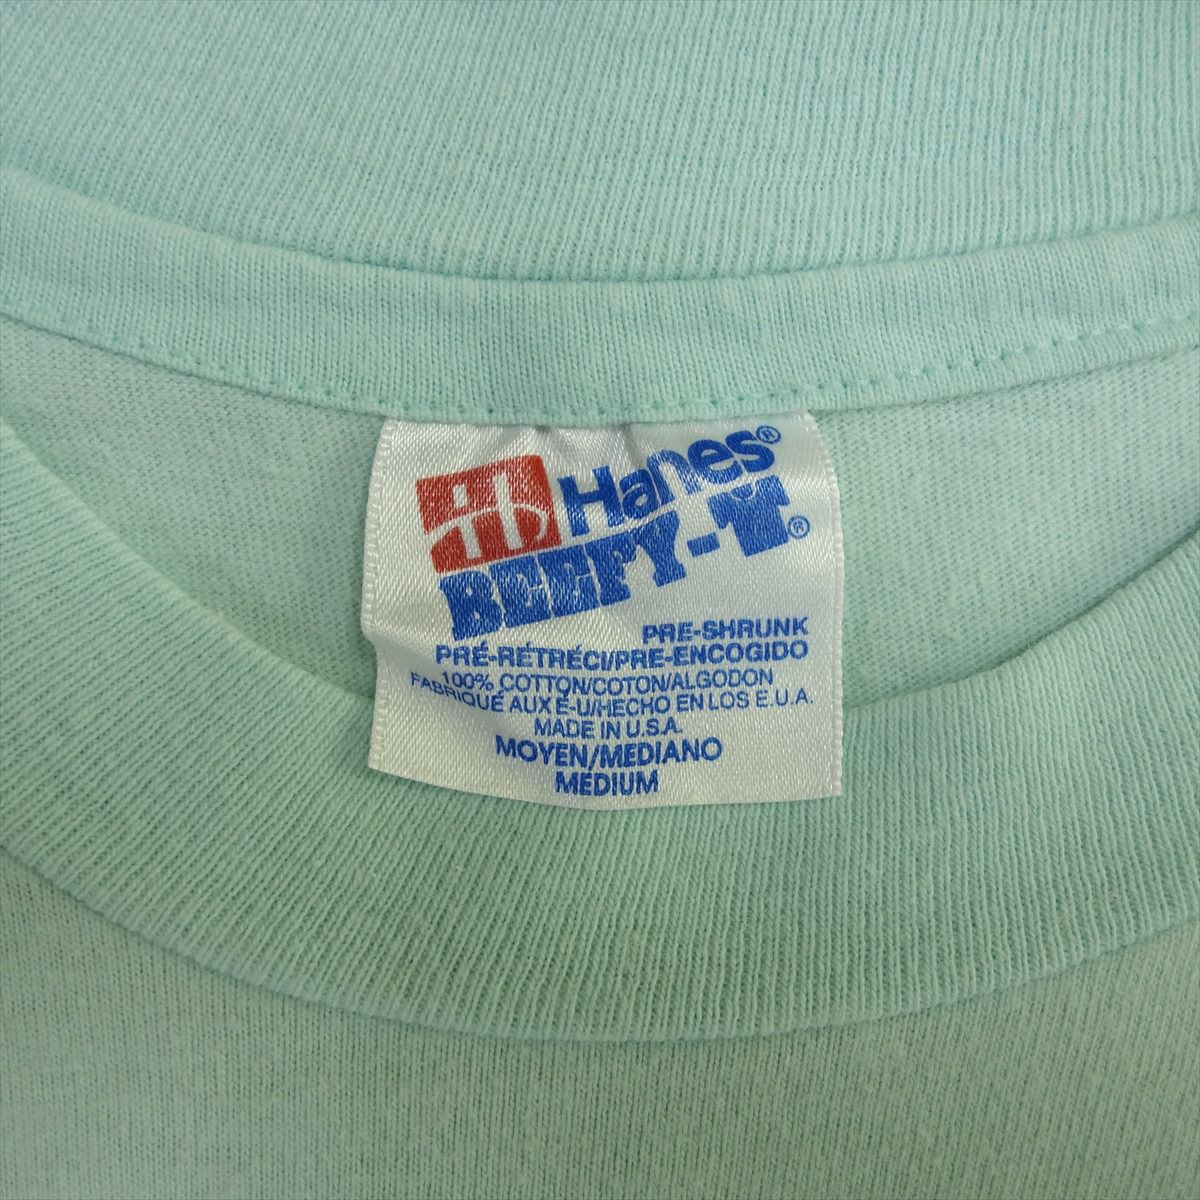 Hanes®
BEEFY-T®
PRE-SHRUNK
PRÉ-RÉTRÉCI/PRE-ENCOGIDO
100% COTTON/COTON/ALGODON
FABRIQUÉ AUX É-U/HECHO EN LOS E.U.A.
MADE IN U.S.A.
MOYEN/MEDIANO
MEDIUM